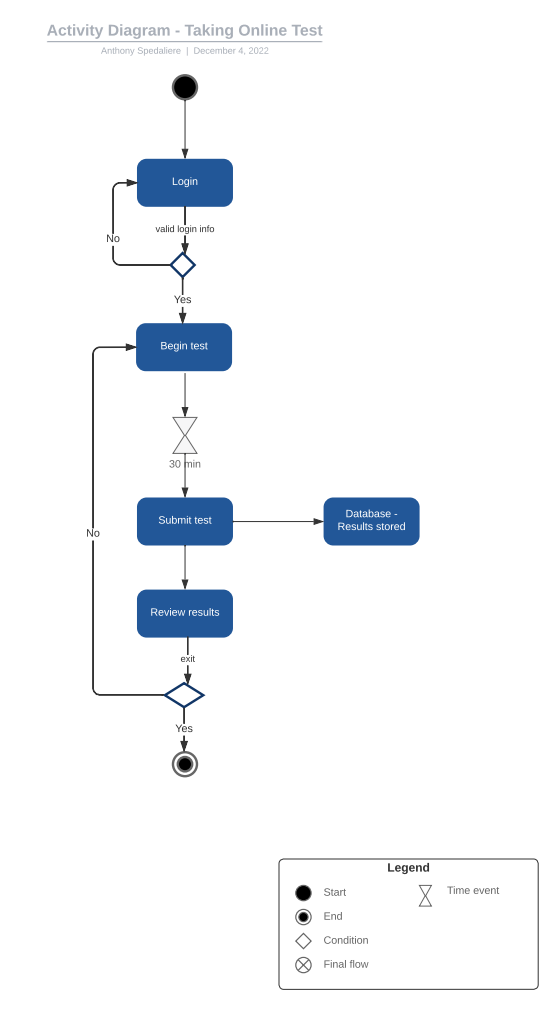 Activity Diagram - Taking Online Test
Anthony Spedaliere | December 4, 2022
Login
valid login info
No
Yes
Begin test
30 min
Submit test
Database -
Results stored
No
Review results
exit
Yes
Legend
Start
Time event
End
Condition
Final flow